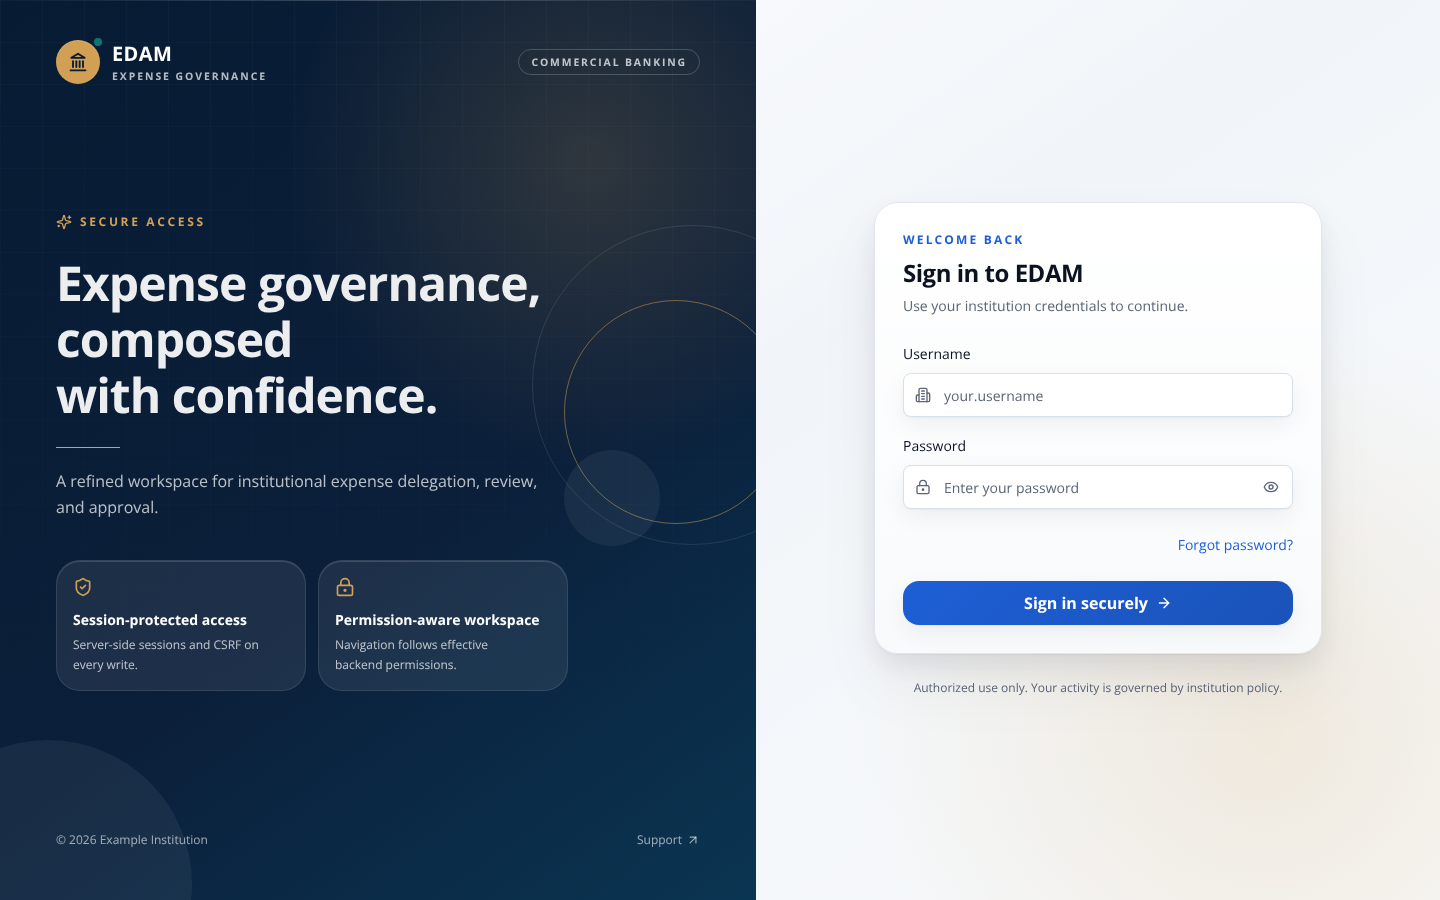 EDAM
EXPENSE GOVERNANCE
COMMERCIAL BANKING
SECURE ACCESS
Expense governance,
composed
with confidence.
A refined workspace for institutional expense delegation, review,
and approval.
Session-protected access
Server-side sessions and CSRF on
every write.
Permission-aware workspace
Navigation follows effective
backend permissions.
© 2026 Example Institution
Support
WELCOME BACK
Sign in to EDAM
Use your institution credentials to continue.
Username
your.username
Password
Enter your password
Forgot password?
Sign in securely
Authorized use only. Your activity is governed by institution policy.